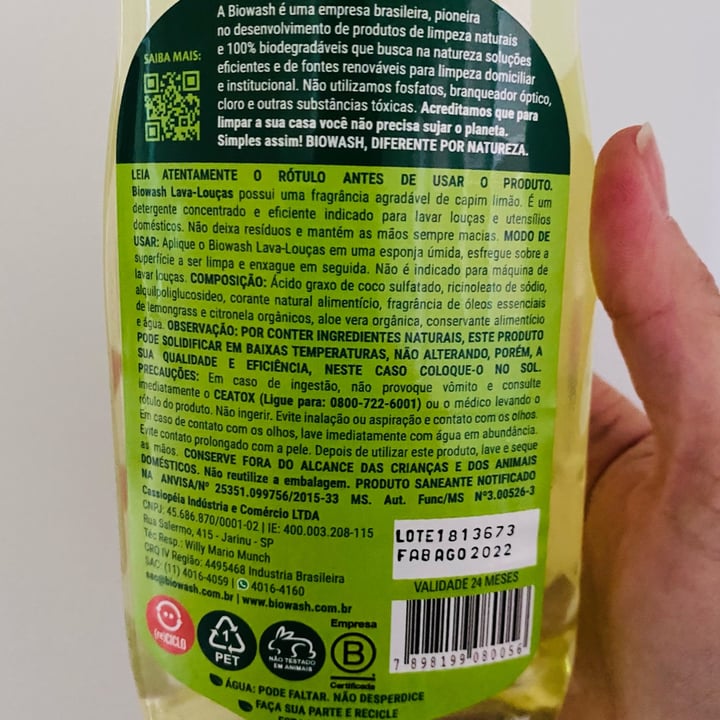 A Biowash é uma empresa brasileira, pioneira
no desenvolvimento de produtos de limpeza naturais
e 100% biodegradáveis que busca na natureza soluções
eficientes e de fontes renováveis para limpeza domiciliar
e institucional. Não utilizamos fosfatos, branqueador óptico,
cloro e outras substâncias tóxicas. Acreditamos que para
limpar a sua casa você não precisa sujar o planeta.
Simples assim! BIOWASH, DIFERENTE POR NATUREZA.
SAIBA MAIS:
LEIA ATENTAMENTE O RÓTULO ANTES DE USAR O PRODUTO.
Biowash Lava-Louças possui uma fragrância agradável de capim limão. É um
detergente concentrado e eficiente indicado para lavar louças e utensílios
domésticos. Não deixa resíduos e mantém as mãos sempre macias. MODO DE
USAR: Aplique o Biowash Lava-Louças em uma esponja úmida, esfregue sobre a
superfície a ser limpa e enxague em seguida. Não é indicado para máquina de
lavar louças. COMPOSIÇÃO: Ácido graxo de coco sulfatado, ricinoleato de sódio,
alquilpoliglucosídeo, corante natural alimentício, fragrância de óleos essenciais
de lemongrass e citronela orgânicos, aloe vera orgânica, conservante alimentício
e água. OBSERVAÇÃO: POR CONTER INGREDIENTES NATURAIS, ESTE PRODUTO
PODE SOLIDIFICAR EM BAIXAS TEMPERATURAS, NÃO ALTERANDO, PORÉM, A
SUA QUALIDADE E EFICIÊNCIA, NESTE CASO COLOQUE-O NO SOL.
PRECAUÇÕES: Em caso de ingestão, não provoque vômito e consulte
imediatamente o CEATOX (Ligue para: 0800-722-6001) ou o médico levando o
rótulo do produto. Não ingerir. Evite inalação ou aspiração e contato com os olhos.
Em caso de contato com os olhos, lave imediatamente com água em abundância.
Evite contato prolongado com a pele. Depois de utilizar este produto, lave e seque
as mãos. CONSERVE FORA DO ALCANCE DAS CRIANÇAS E DOS ANIMAIS
DOMÉSTICOS. Não reutilize a embalagem. PRODUTO SANEANTE NOTIFICADO
NA ANVISA/Nº 25351.099756/2015-33 MS. Aut. Func/MS Nº3.00526-3
Cassiopéia Indústria e Comércio LTDA
CNPJ: 45.686.870/0001-02 | IE: 400.003.208-115
Rua Salermo, 415 - Jarinu - SP
Téc Resp.: Willy Mario Munch
CRQ IV Região: 4495468 Industria Brasileira
SAC: (11) 4016-4059 | 4016-4160
sac@biowash.com.br | www.biowash.com.br
LOTE1813673
FABAGO2022
VALIDADE 24 MESES
7 898199 080056
(re)CICLO
1
PET
NÃO TESTADO
EM ANIMAIS
Empresa
B
Certificada
ÁGUA: PODE FALTAR. NÃO DESPERDICE
FAÇA SUA PARTE E RECICLE